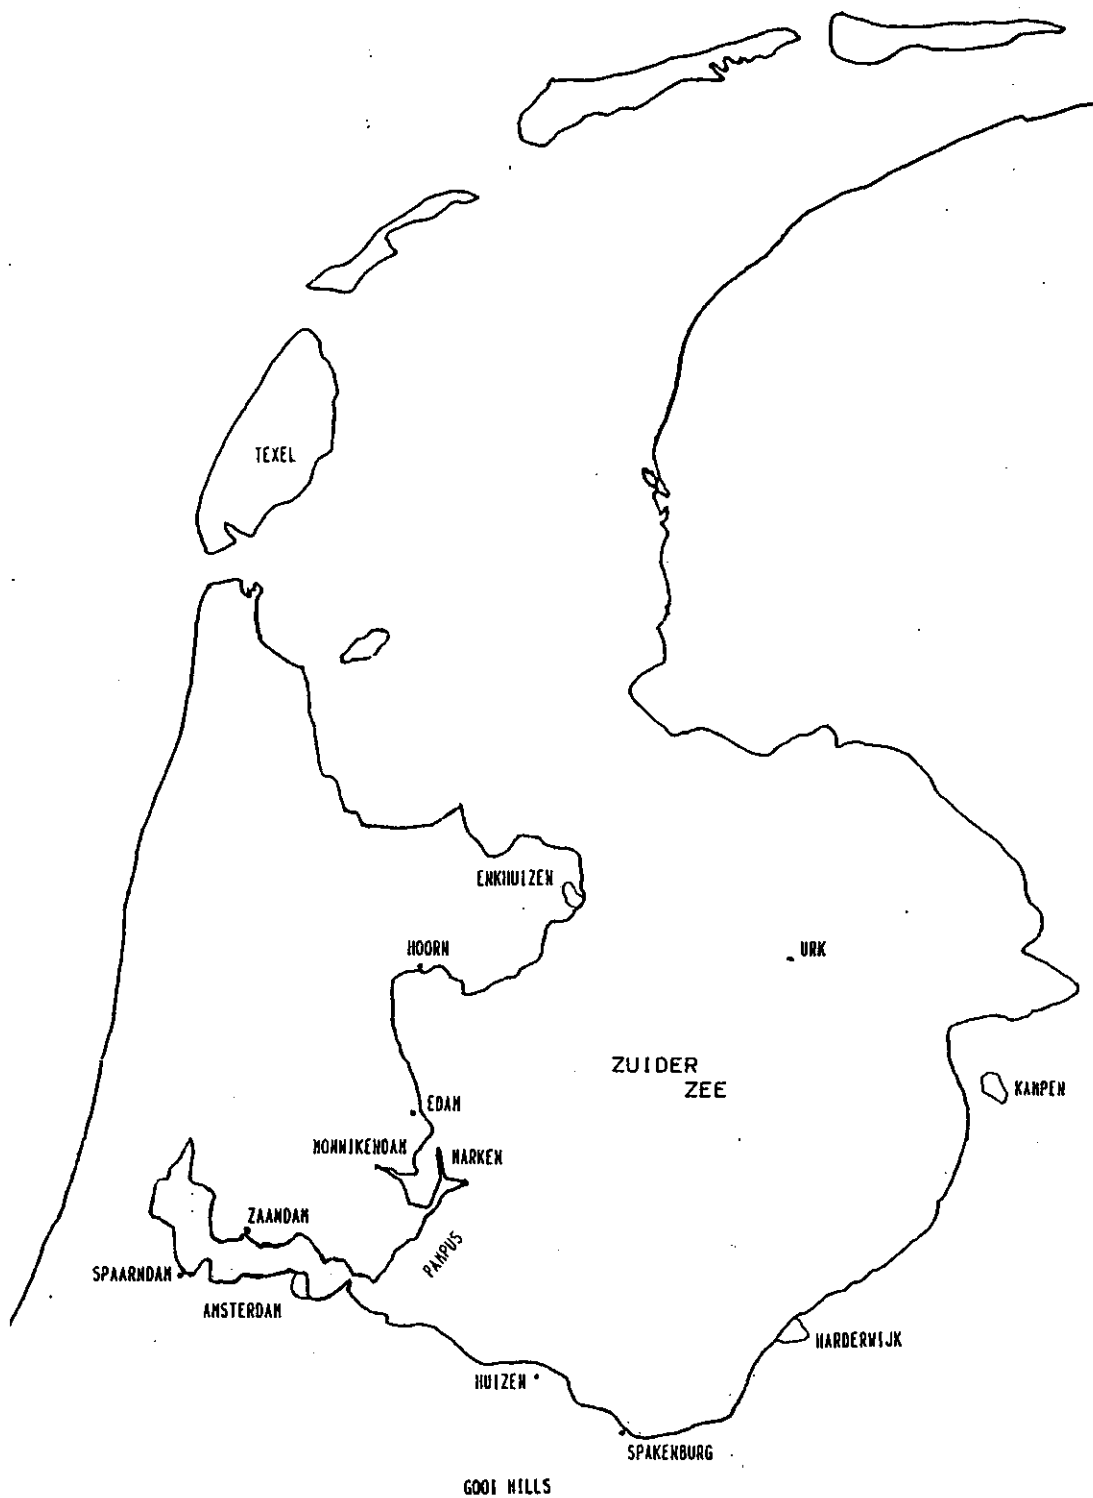 TEXEL
ENKHUIZEN
HOORN
URK
ZUIDER
ZEE
KAMPEN
EDAM
MONNIKENDAM
MARKEN
ZAANDAM
PAMPUS
SPAARNDAM
AMSTERDAM
HARDERWIJK
HUIZEN
SPAKENBURG
GOOI HILLS